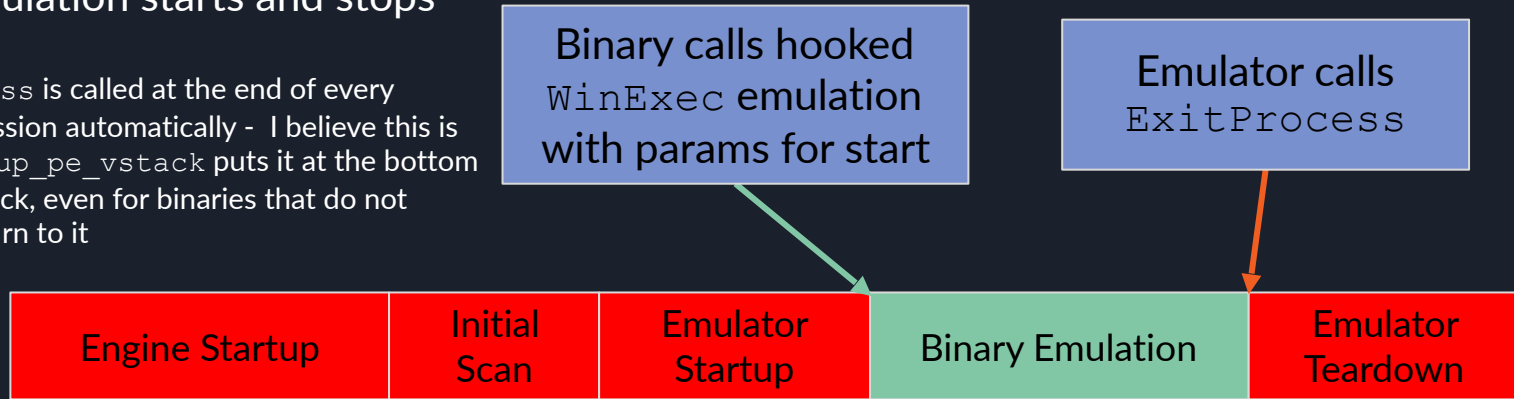 ulation starts and stops
ss is called at the end of every
ssion automatically - I believe this is
up_pe_vstack puts it at the bottom
ck, even for binaries that do not
rn to it
Binary calls hooked
WinExec emulation
with params for start
Emulator calls
ExitProcess
Engine Startup
Initial
Scan
Emulator
Startup
Binary Emulation
Emulator
Teardown